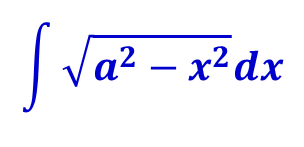 ∫ √(a² − x²) dx